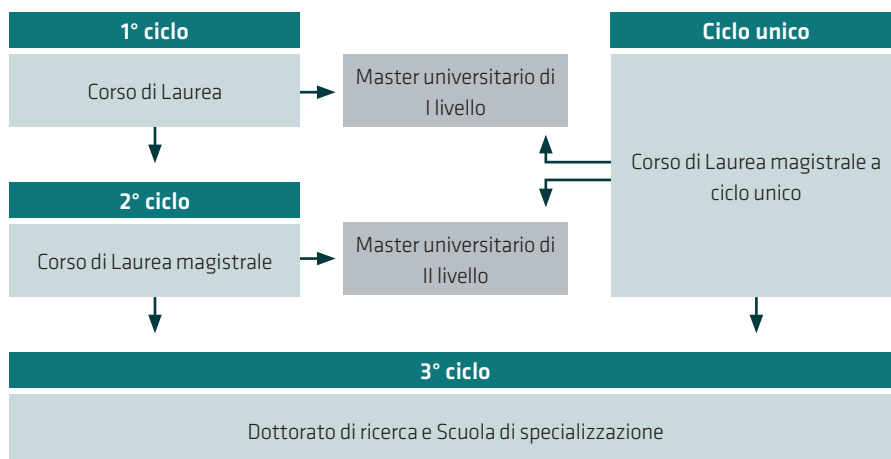 1° ciclo
Corso di Laurea
Master universitario di
I livello
Ciclo unico
Corso di Laurea magistrale a
ciclo unico
2° ciclo
Corso di Laurea magistrale
Master universitario di
II livello
3° ciclo
Dottorato di ricerca e Scuola di specializzazione